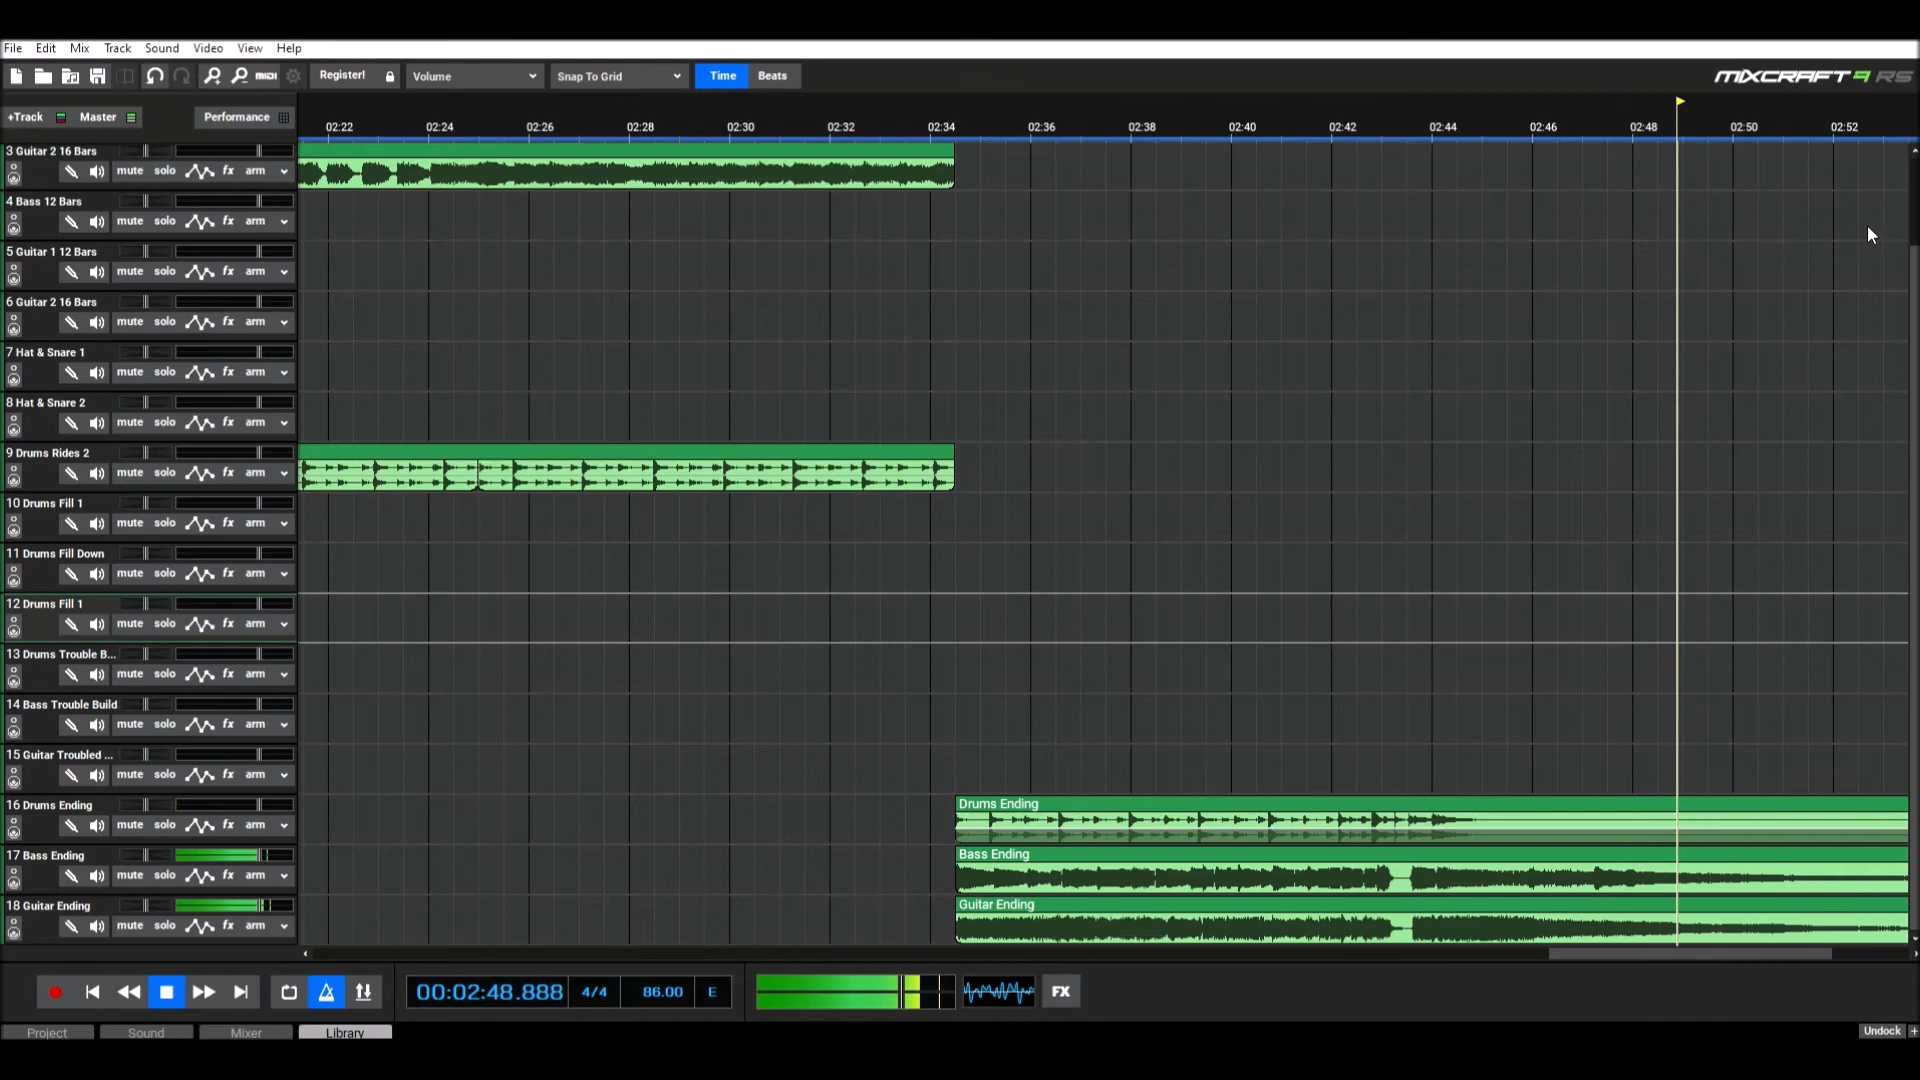 File Edit Mix Track Sound Video View Help
MIDI Register! Volume Snap To Grid Time Beats MIXCRAFT 9 RS
+Track Master Performance
02:22 02:24 02:26 02:28 02:30 02:32 02:34 02:36 02:38 02:40 02:42 02:44 02:46 02:48 02:50 02:52
3 Guitar 2 16 Bars
mute solo fx arm
4 Bass 12 Bars
mute solo fx arm
5 Guitar 1 12 Bars
mute solo fx arm
6 Guitar 2 16 Bars
mute solo fx arm
7 Hat & Snare 1
mute solo fx arm
8 Hat & Snare 2
mute solo fx arm
9 Drums Rides 2
mute solo fx arm
10 Drums Fill 1
mute solo fx arm
11 Drums Fill Down
mute solo fx arm
12 Drums Fill 1
mute solo fx arm
13 Drums Trouble B...
mute solo fx arm
14 Bass Trouble Build
mute solo fx arm
15 Guitar Troubled ...
mute solo fx arm
16 Drums Ending Drums Ending
mute solo fx arm
17 Bass Ending Bass Ending
mute solo fx arm
18 Guitar Ending Guitar Ending
mute solo fx arm
00:02:48.888 4/4 86.00 E FX
Project Sound Mixer Library Undock +